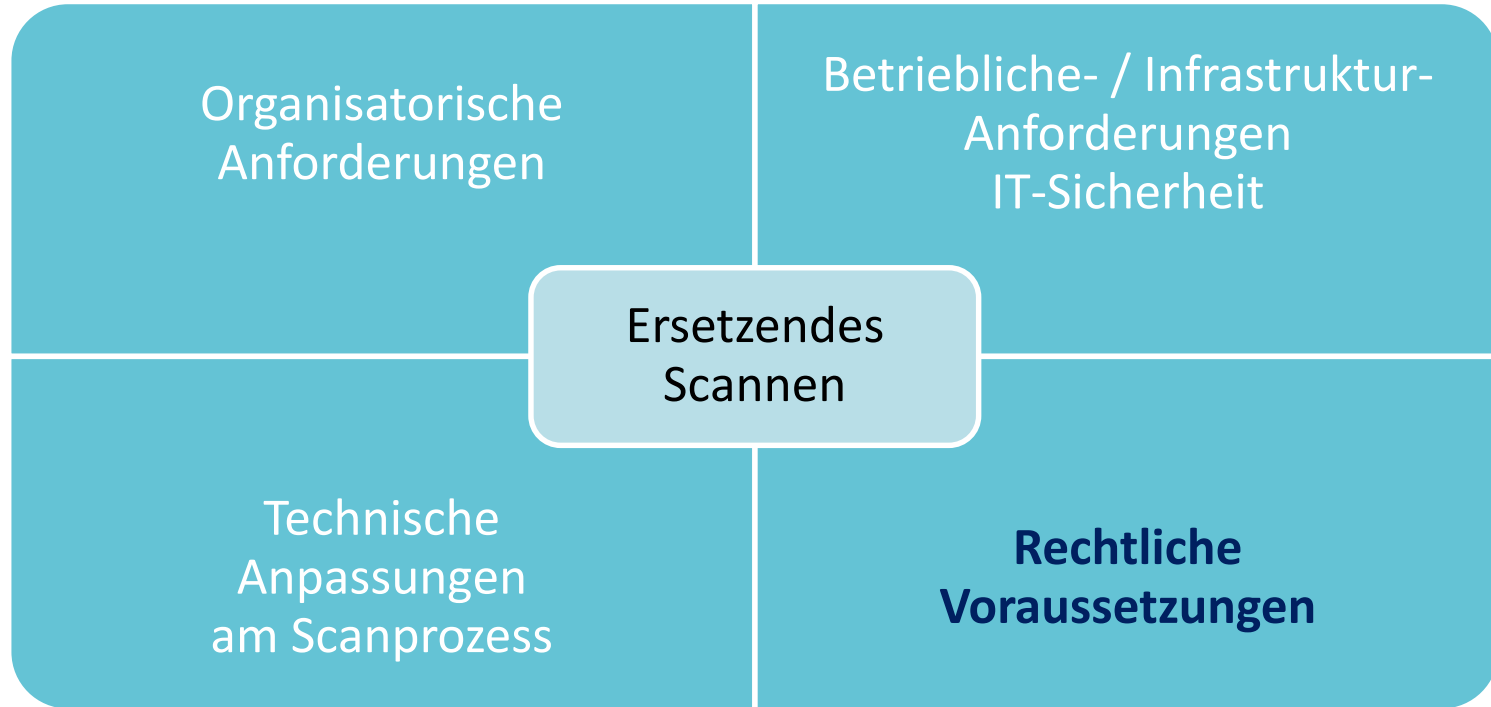 Organisatorische
Anforderungen
Betriebliche- / Infrastruktur-
Anforderungen
IT-Sicherheit
Ersetzendes
Scannen
Technische
Anpassungen
am Scanprozess
Rechtliche
Voraussetzungen